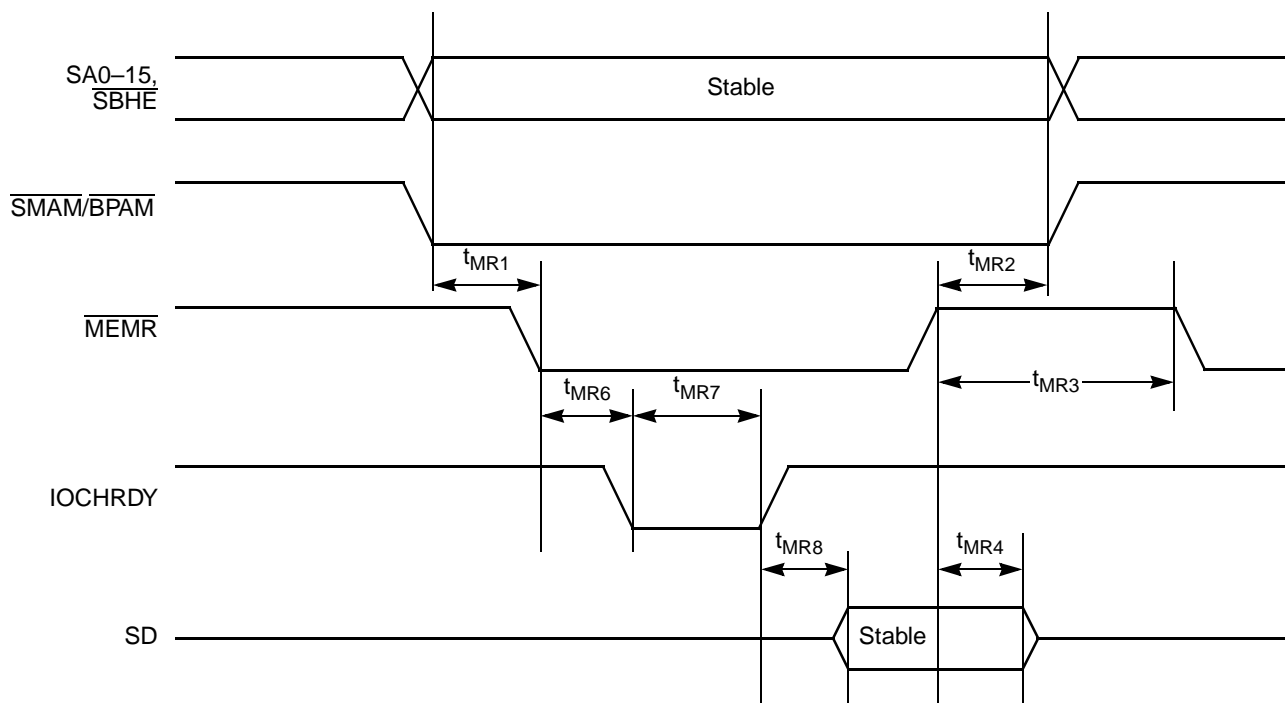 SA0–15,
SBHE
Stable
SMAM/BPAM
tMR1
tMR2
MEMR
tMR6
tMR7
tMR3
IOCHRDY
tMR8
tMR4
SD
Stable